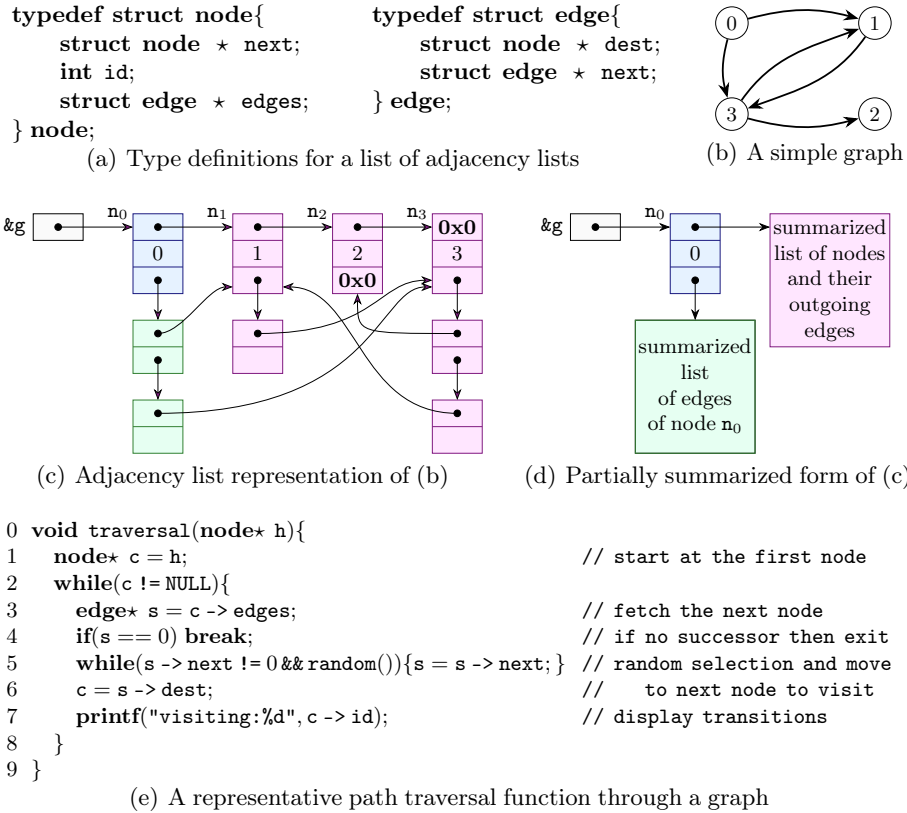 typedef struct node{
struct node ⋆ next;
int id;
struct edge ⋆ edges;
} node;
typedef struct edge{
struct node ⋆ dest;
struct edge ⋆ next;
} edge;
(a) Type definitions for a list of adjacency lists
0
1
3
2
(b) A simple graph
&g
n0
n1
n2
n3
0x0
0
1
2
3
0x0
(c) Adjacency list representation of (b)
&g
n0
0
summarized
list of nodes
and their
outgoing
edges
summarized
list
of edges
of node n0
(d) Partially summarized form of (c)
0 void traversal(node⋆ h){
1 node⋆ c = h; // start at the first node
2 while(c != NULL){
3 edge⋆ s = c -> edges; // fetch the next node
4 if(s == 0) break; // if no successor then exit
5 while(s -> next != 0 && random()){s = s -> next; } // random selection and move
6 c = s -> dest; // to next node to visit
7 printf("visiting:%d", c -> id); // display transitions
8 }
9 }
(e) A representative path traversal function through a graph